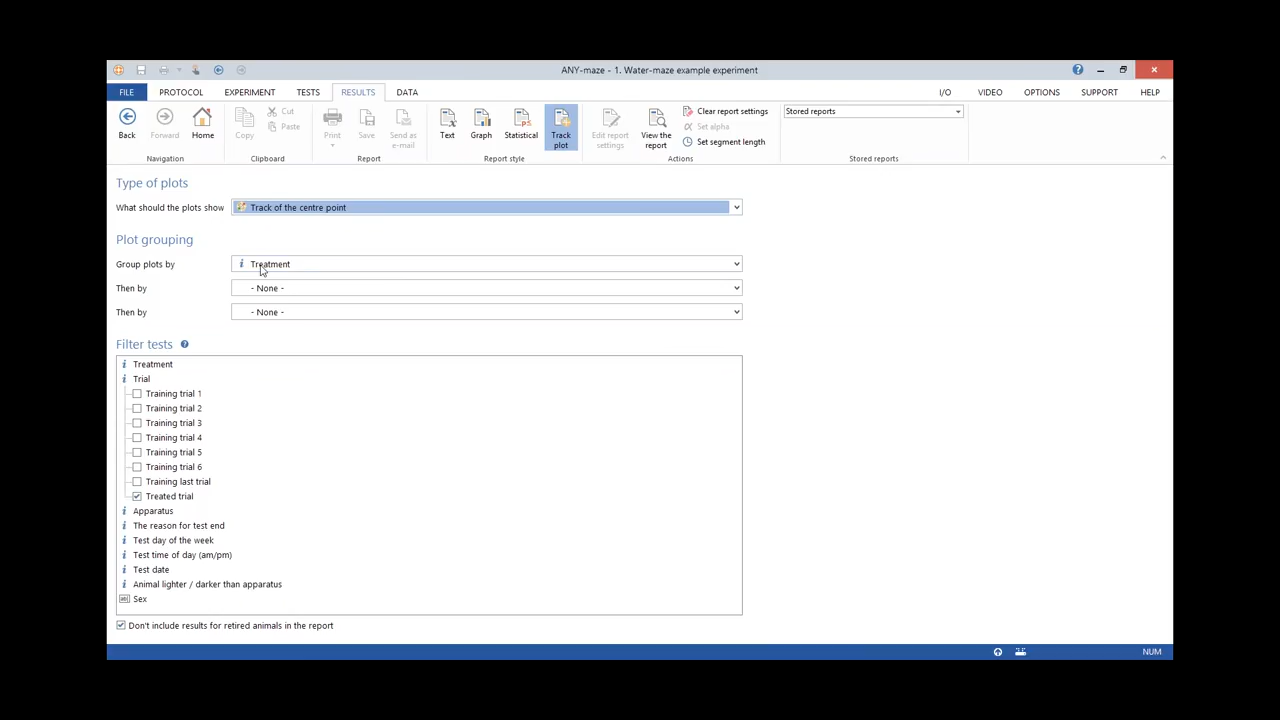 ANY-maze - 1. Water-maze example experiment
FILE PROTOCOL EXPERIMENT TESTS RESULTS DATA I/O VIDEO OPTIONS SUPPORT HELP
Back Forward Home
Navigation
Copy Cut Paste
Clipboard
Print Save Send as e-mail
Report
Text Graph Statistical Track plot
Report style
Edit report settings View the report Clear report settings
Set alpha
Set segment length
Actions
Stored reports
Stored reports
Type of plots
What should the plots show Track of the centre point
Plot grouping
Group plots by Treatment
Then by - None -
Then by - None -
Filter tests
Treatment
Trial
Training trial 1
Training trial 2
Training trial 3
Training trial 4
Training trial 5
Training trial 6
Training last trial
Treated trial
Apparatus
The reason for test end
Test day of the week
Test time of day (am/pm)
Test date
Animal lighter / darker than apparatus
Sex
Don't include results for retired animals in the report
NUM